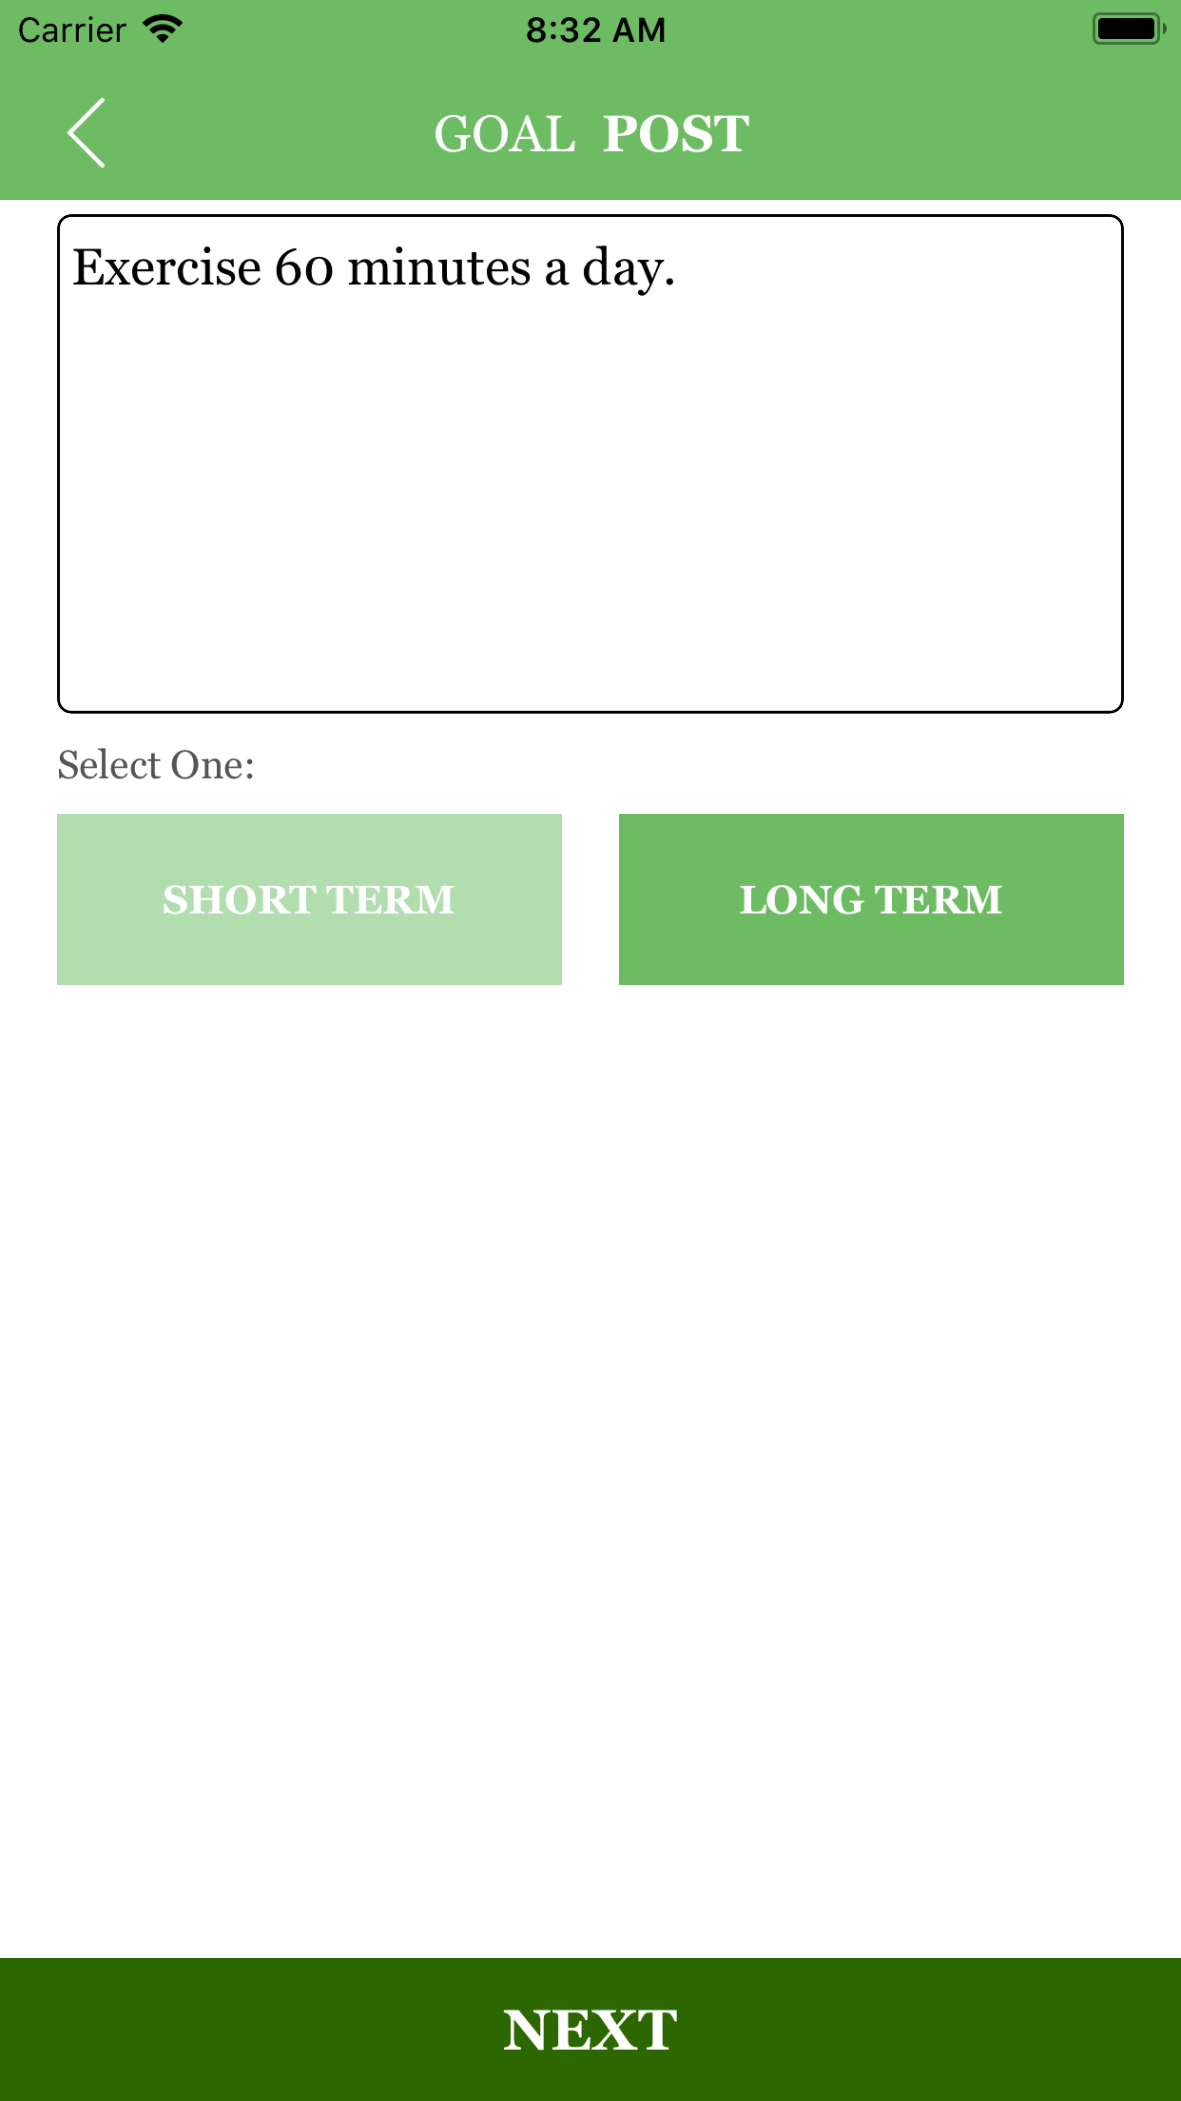 Carrier 8:32 AM
GOAL POST
Exercise 60 minutes a day.
Select One:
SHORT TERM LONG TERM
NEXT